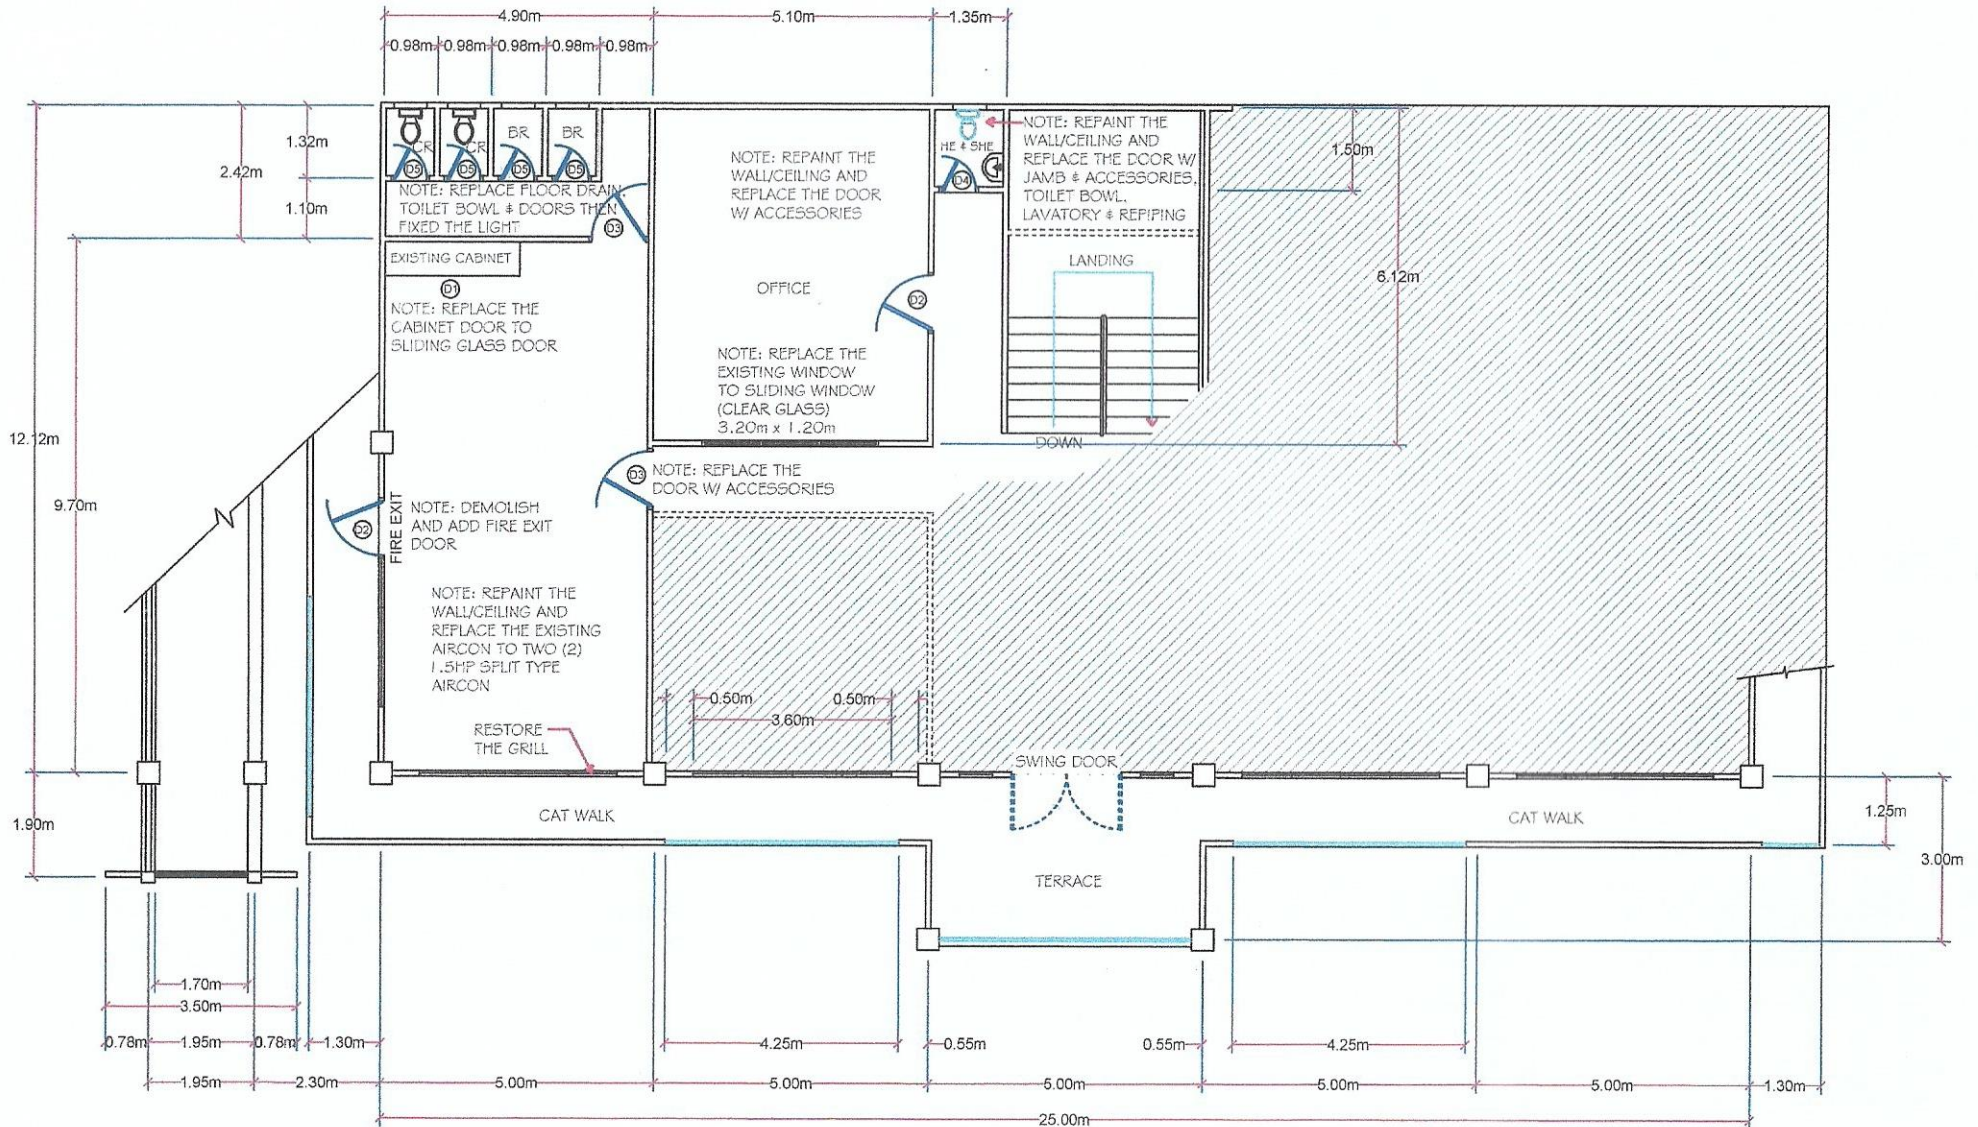 4.90m
5.10m
1.35m
0.98m
0.98m
0.98m
0.98m
0.98m
1.32m
2.42m
1.10m
CR
CR
BR
BR
D5
D5
D5
D5
NOTE: REPLACE FLOOR DRAIN,
TOILET BOWL & DOORS THEN
FIXED THE LIGHT
D3
EXISTING CABINET
D1
NOTE: REPLACE THE
CABINET DOOR TO
SLIDING GLASS DOOR
NOTE: REPAINT THE
WALL/CEILING AND
REPLACE THE DOOR
W/ ACCESSORIES
OFFICE
D2
NOTE: REPLACE THE
EXISTING WINDOW
TO SLIDING WINDOW
(CLEAR GLASS)
3.20m x 1.20m
HE & SHE
D4
NOTE: REPAINT THE
WALL/CEILING AND
REPLACE THE DOOR W/
JAMB & ACCESSORIES,
TOILET BOWL,
LAVATORY & REPIPING
LANDING
DOWN
1.50m
6.12m
12.12m
9.70m
1.90m
D3
NOTE: REPLACE THE
DOOR W/ ACCESSORIES
D2
FIRE EXIT
NOTE: DEMOLISH
AND ADD FIRE EXIT
DOOR
NOTE: REPAINT THE
WALL/CEILING AND
REPLACE THE EXISTING
AIRCON TO TWO (2)
1.5HP SPLIT TYPE
AIRCON
RESTORE
THE GRILL
0.50m
0.50m
3.60m
SWING DOOR
CAT WALK
CAT WALK
TERRACE
1.25m
3.00m
1.70m
3.50m
0.78m
1.95m
0.78m
1.30m
4.25m
0.55m
0.55m
4.25m
1.95m
2.30m
5.00m
5.00m
5.00m
5.00m
5.00m
1.30m
25.00m